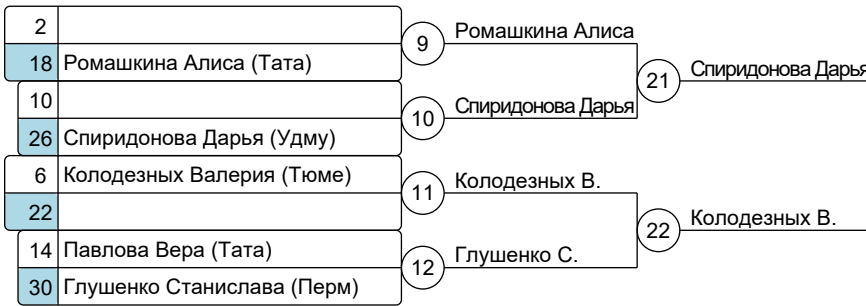 2
18 Ромашкина Алиса (Тата)
9 Ромашкина Алиса
10
26 Спиридонова Дарья (Удму)
10 Спиридонова Дарья
21 Спиридонова Дарья
6 Колодезных Валерия (Тюме)
22
11 Колодезных В.
14 Павлова Вера (Тата)
30 Глушенко Станислава (Перм)
12 Глушенко С.
22 Колодезных В.